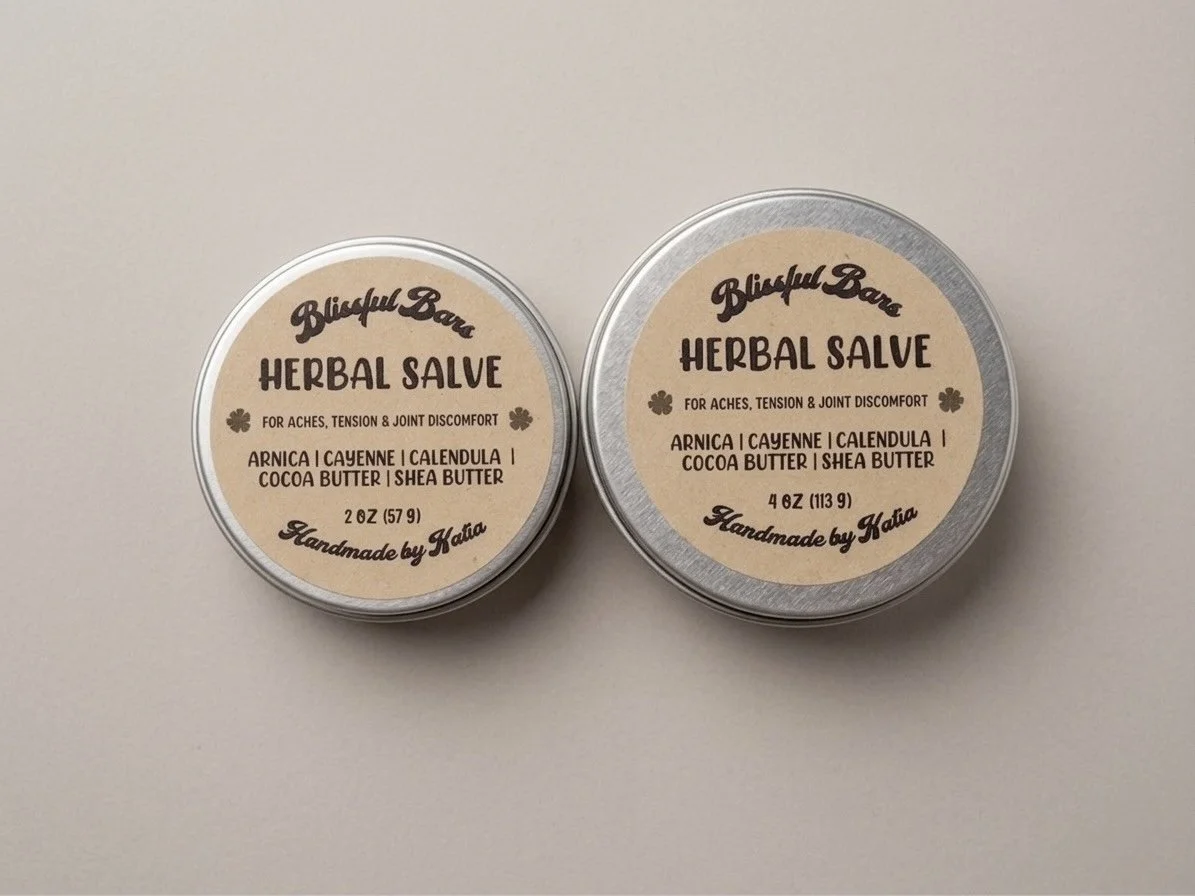 Blissful Bars
HERBAL SALVE
FOR ACHES, TENSION & JOINT DISCOMFORT
ARNICA | CAYENNE | CALENDULA |
COCOA BUTTER | SHEA BUTTER
2 OZ (57 g)
Handmade by Katia
Blissful Bars
HERBAL SALVE
FOR ACHES, TENSION & JOINT DISCOMFORT
ARNICA | CAYENNE | CALENDULA |
COCOA BUTTER | SHEA BUTTER
4 OZ (113 g)
Handmade by Katia